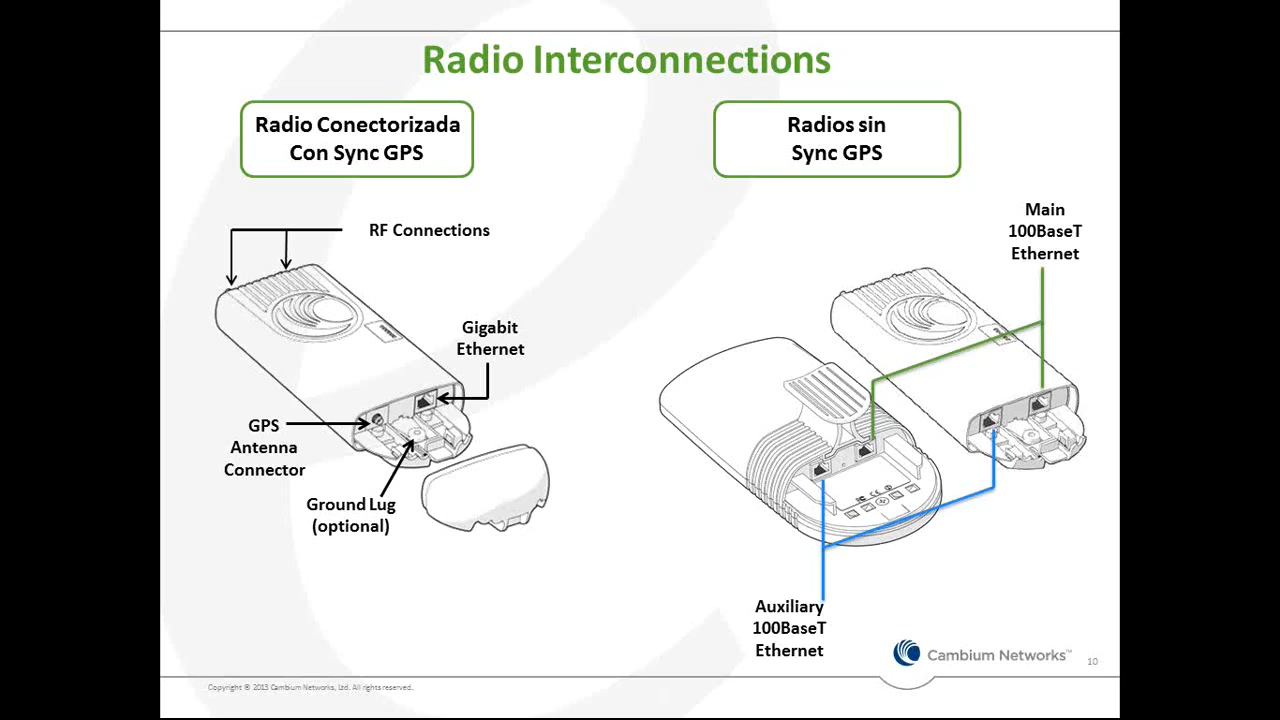 Radio Interconnections
Radio Conectorizada
Con Sync GPS
Radios sin
Sync GPS
RF Connections
Gigabit
Ethernet
GPS
Antenna
Connector
Ground Lug
(optional)
Main
100BaseT
Ethernet
Auxiliary
100BaseT
Ethernet
Cambium Networks™
10
Copyright ® 2013 Cambium Networks, Ltd. All rights reserved.